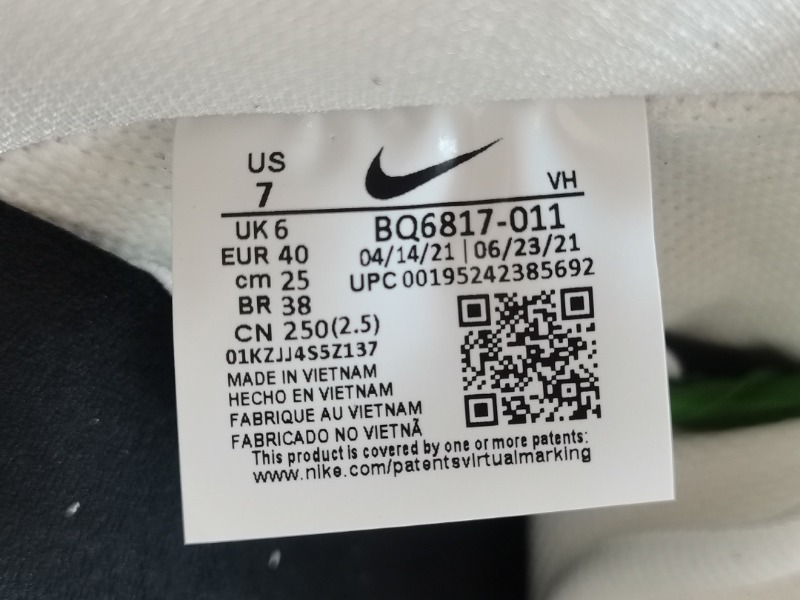 US
7
VH
UK 6
BQ6817-011
EUR 40
04/14/21 | 06/23/21
cm 25
UPC 00195242385692
BR 38
CN 250(2.5)
01KZJJ4S5Z137
MADE IN VIETNAM
HECHO EN VIETNAM
FABRIQUE AU VIETNAM
FABRICADO NO VIETNÃ
This product is covered by one or more patents:
www.nike.com/patentsvirtualmarking